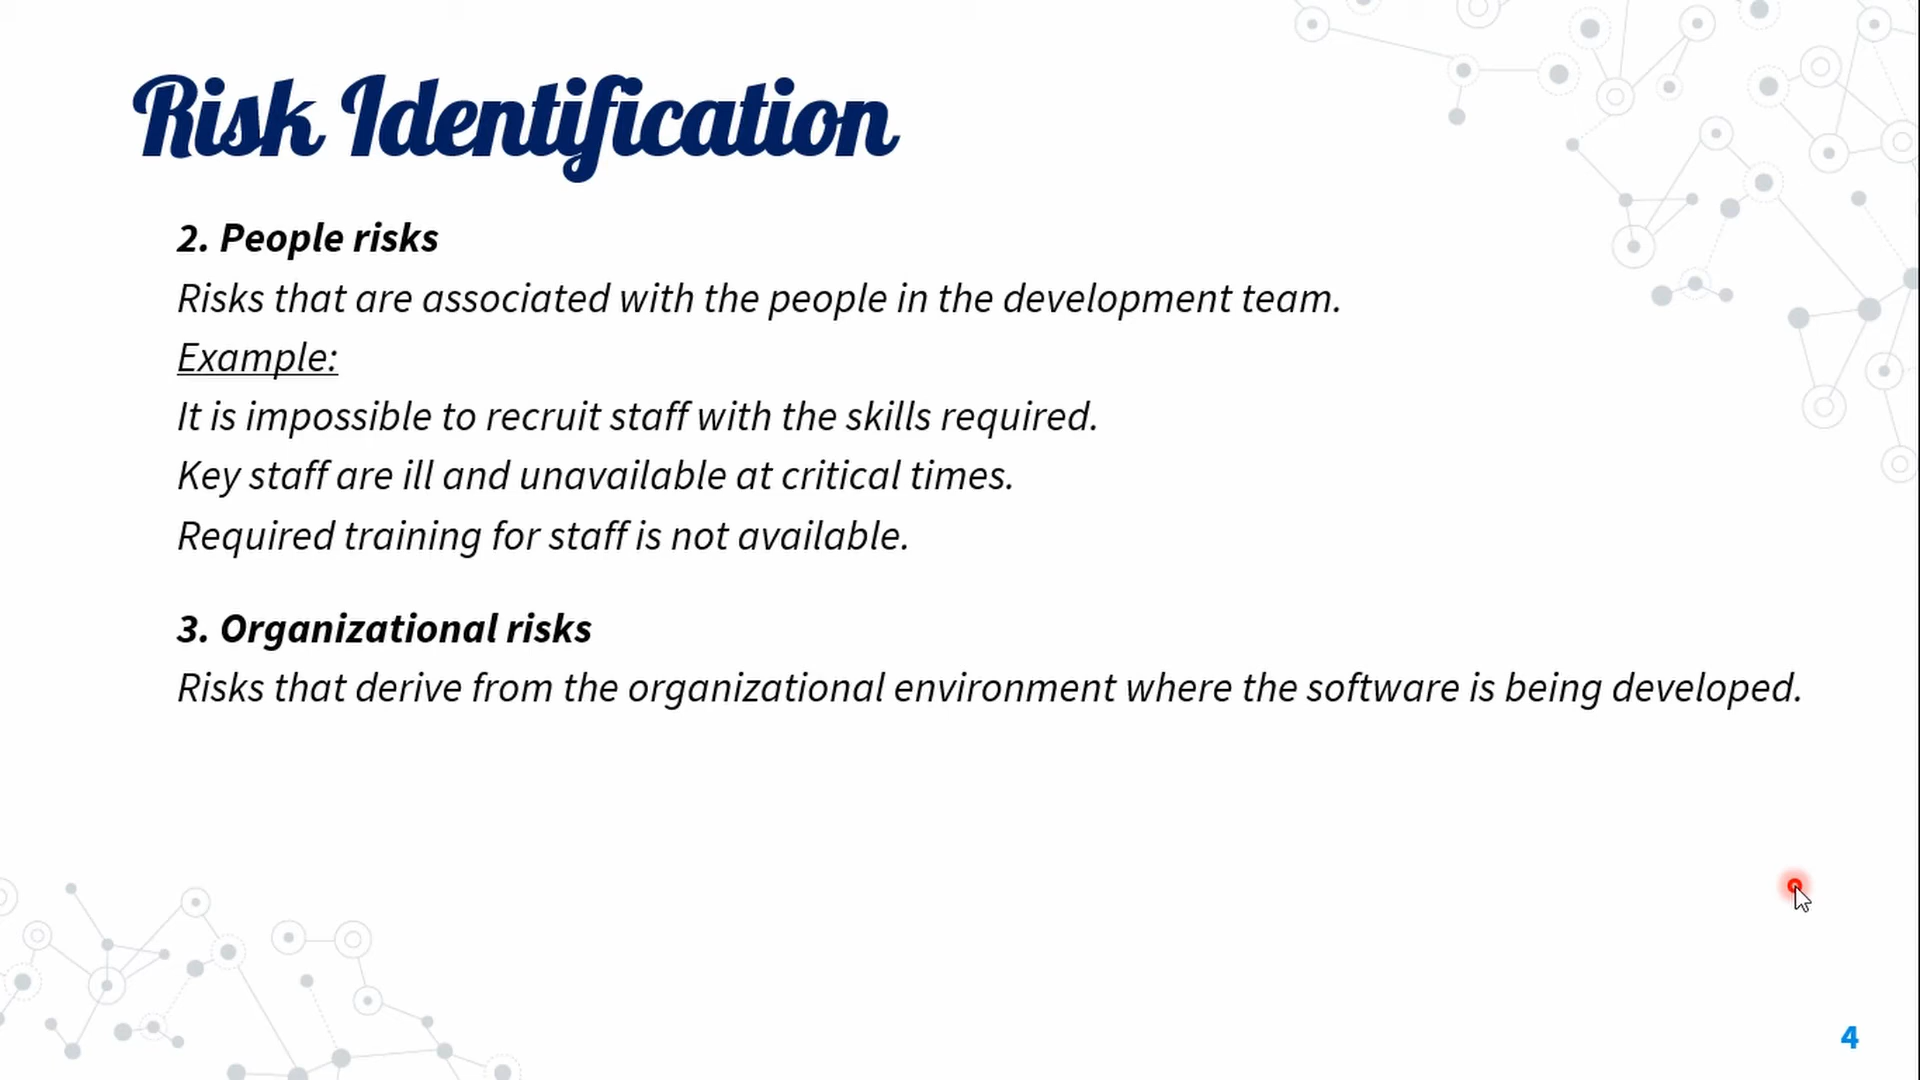 Risk Identification
2. People risks
Risks that are associated with the people in the development team.
Example:
It is impossible to recruit staff with the skills required.
Key staff are ill and unavailable at critical times.
Required training for staff is not available.
3. Organizational risks
Risks that derive from the organizational environment where the software is being developed.
4